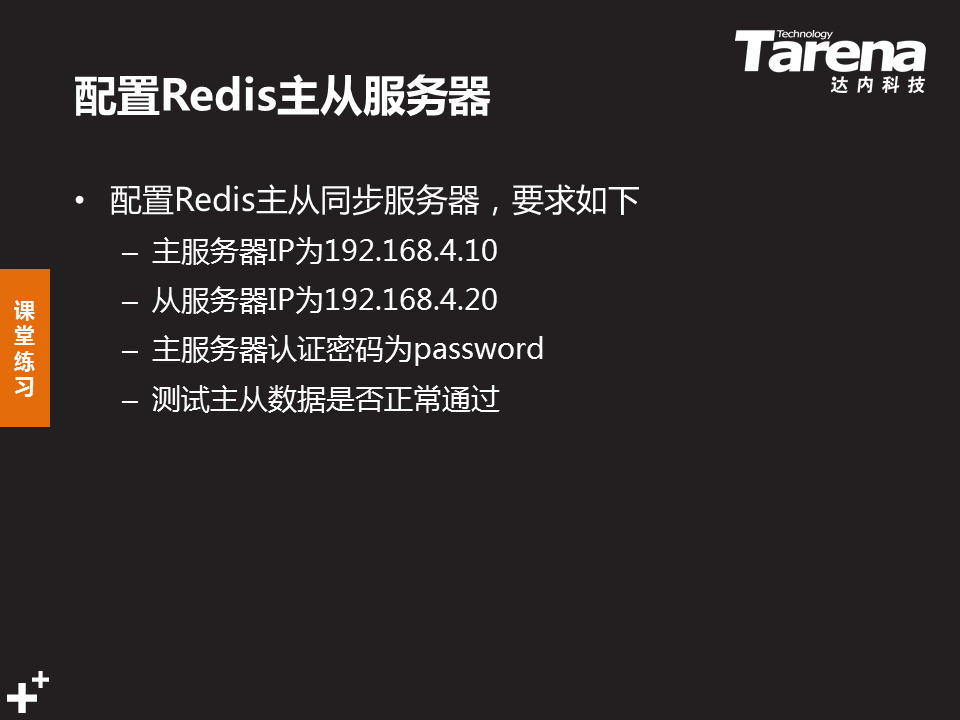 Technology
Tarena
达内科技
配置Redis主从服务器
• 配置Redis主从同步服务器，要求如下
– 主服务器IP为192.168.4.10
– 从服务器IP为192.168.4.20
– 主服务器认证密码为password
– 测试主从数据是否正常通过
课堂练习